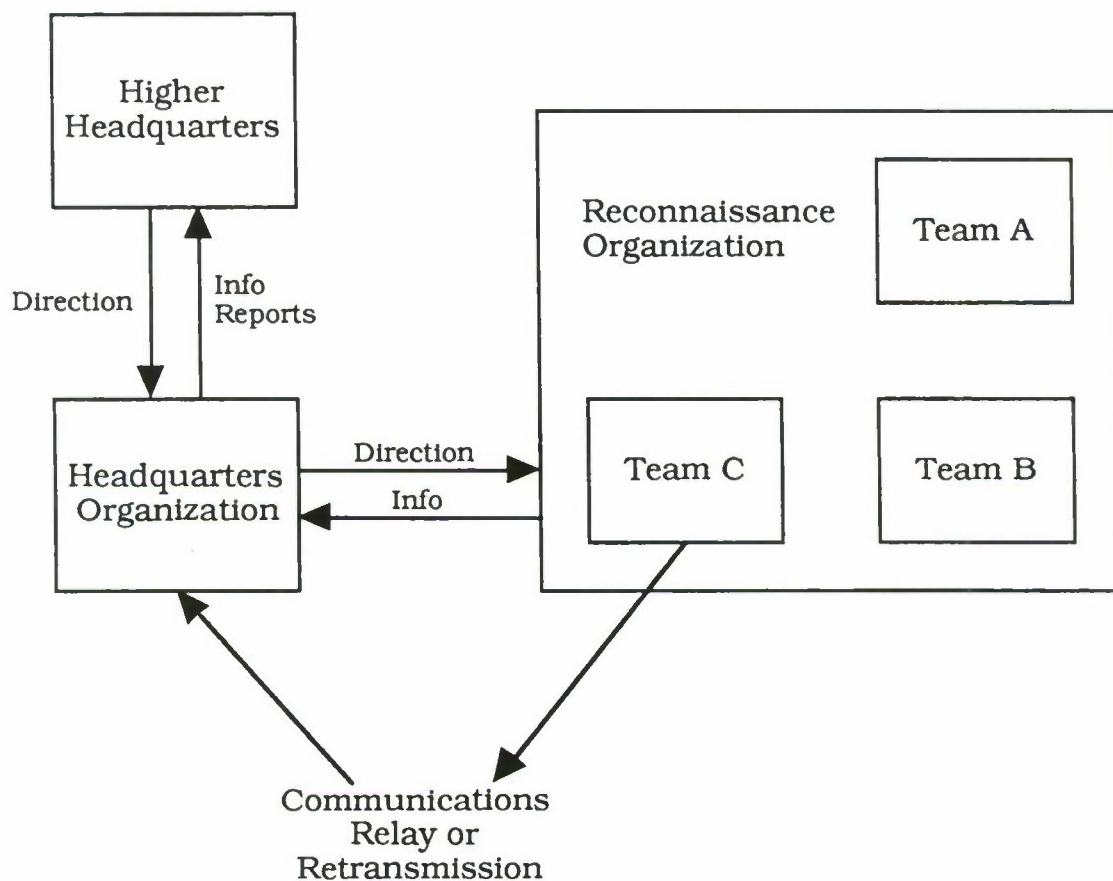 Higher
Headquarters
Reconnaissance
Organization
Team A
Direction
Info
Reports
Headquarters
Organization
Direction
Info
Team C
Team B
Communications
Relay or
Retransmission